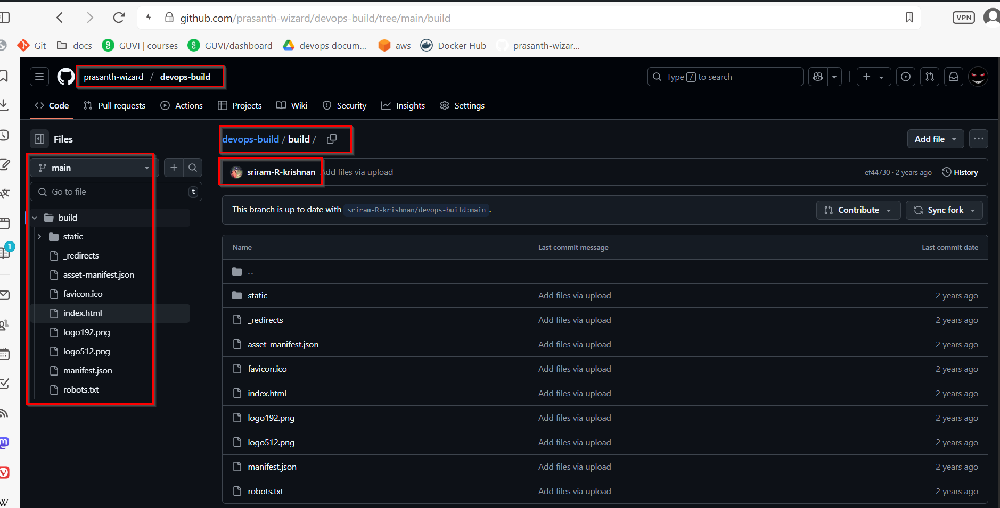 github.com/prasanth-wizard/devops-build/tree/main/build
VPN
Git
docs
GUVI | courses
GUVI/dashboard
devops docum...
aws
Docker Hub
prasanth-wizar...
prasanth-wizard / devops-build
Type / to search
Code
Pull requests
Actions
Projects
Wiki
Security
Insights
Settings
Files
main
Go to file
t
build
static
_redirects
asset-manifest.json
favicon.ico
index.html
logo192.png
logo512.png
manifest.json
robots.txt
1
devops-build / build /
Add file
sriram-R-krishnan Add files via upload
ef44730 · 2 years ago
History
This branch is up to date with sriram-R-krishnan/devops-build:main .
Contribute
Sync fork
Name Last commit message Last commit date
..
static Add files via upload 2 years ago
_redirects Add files via upload 2 years ago
asset-manifest.json Add files via upload 2 years ago
favicon.ico Add files via upload 2 years ago
index.html Add files via upload 2 years ago
logo192.png Add files via upload 2 years ago
logo512.png Add files via upload 2 years ago
manifest.json Add files via upload 2 years ago
robots.txt Add files via upload 2 years ago